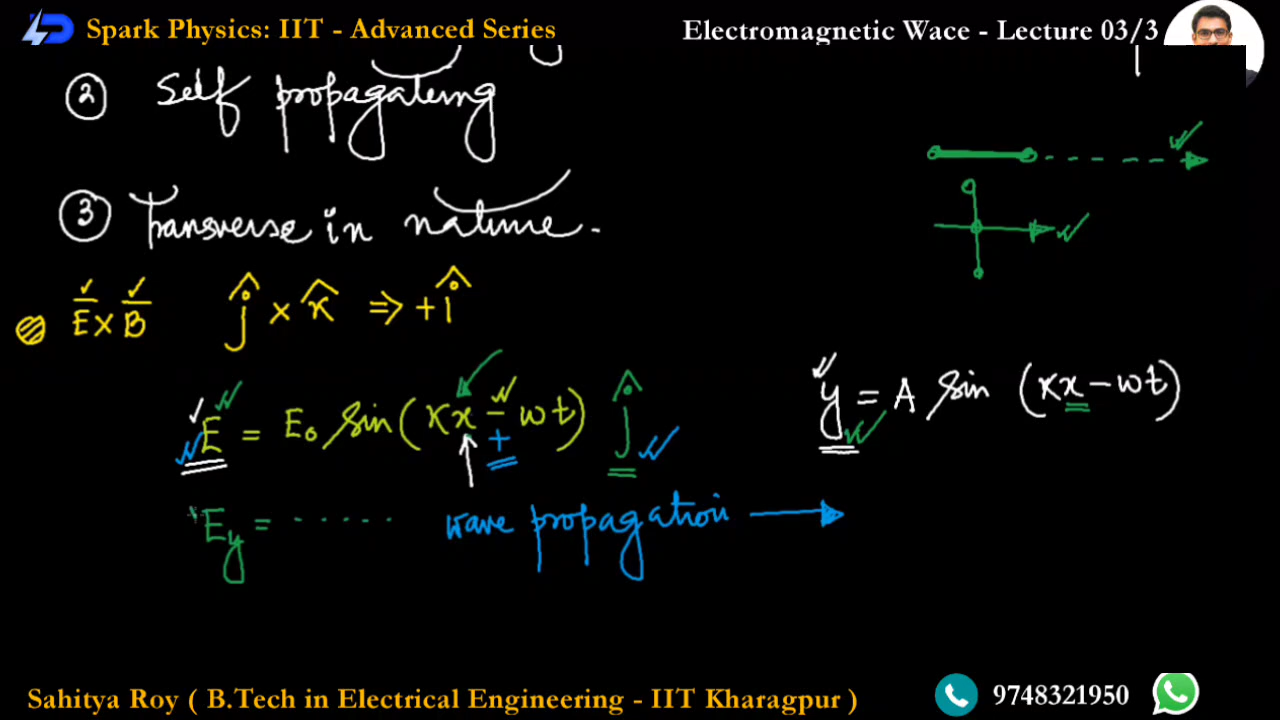 Spark Physics: IIT - Advanced Series
Electromagnetic Wace - Lecture 03/3
② Self propagating
③ Transverse in nature.
E × B ĵ × k̂ ⇒ + î
E = E₀ sin (kx - ωt) ĵ
+
y = A sin (kx - ωt)
E_y = ......
wave propagation →
Sahitya Roy ( B.Tech in Electrical Engineering - IIT Kharagpur )
9748321950